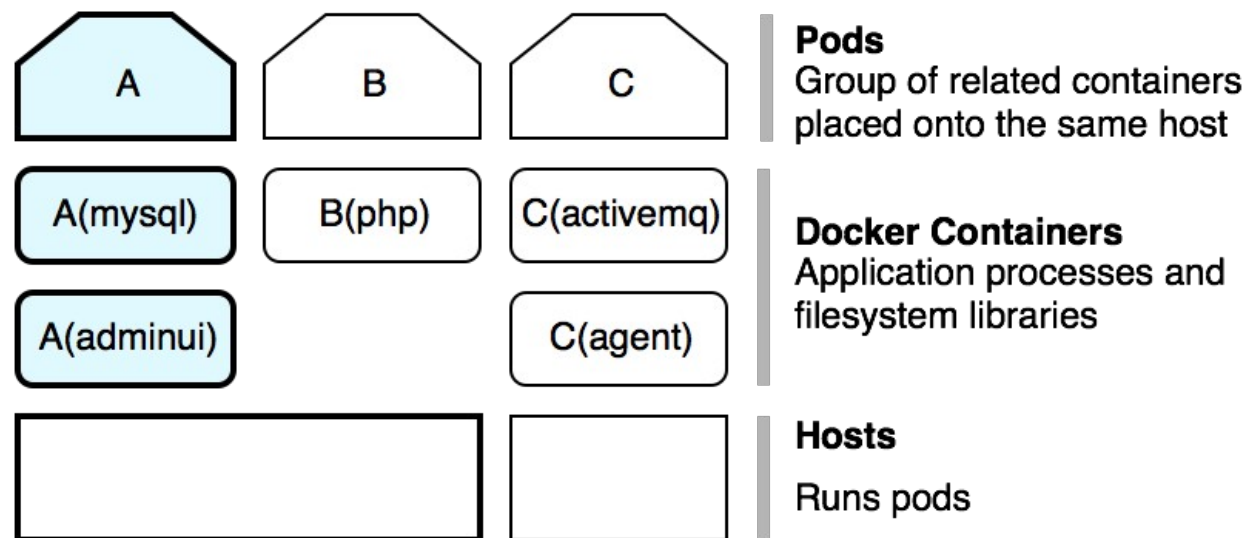 A
B
C
Pods
Group of related containers
placed onto the same host
A(mysql)
B(php)
C(activemq)
A(adminui)
C(agent)
Docker Containers
Application processes and
filesystem libraries
Hosts
Runs pods